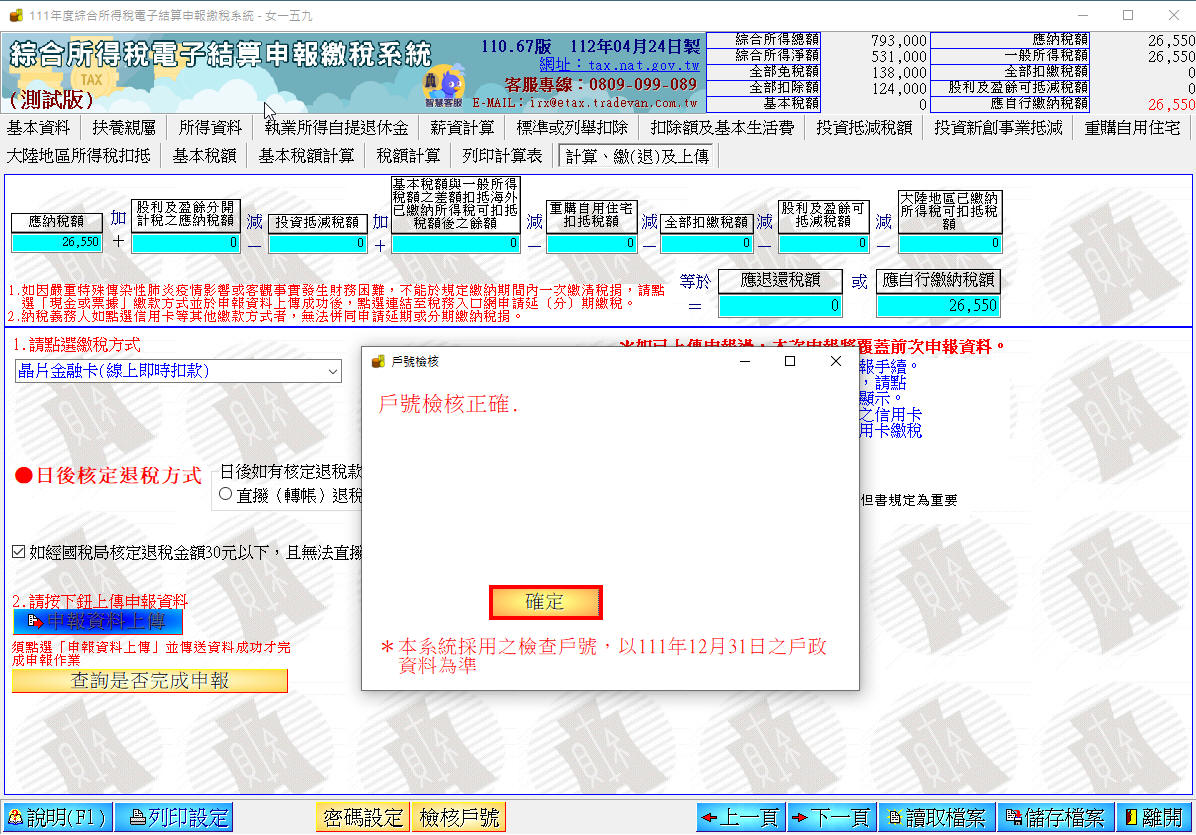 111年度綜合所得稅電子結算申報繳稅系統 - 女一五九
綜合所得稅電子結算申報繳稅系統
TAX
(測試版)
110.67版 112年04月24日製
網址：tax.nat.gov.tw
客服專線：0809-099-089
E-MAIL：irx@etax.tradevan.com.tw
智慧客服
綜合所得總額 793,000 應納稅額 26,550
綜合所得淨額 531,000 一般所得稅額 26,550
全部免稅額 138,000 全部扣繳稅額 0
全部扣除額 124,000 股利及盈餘可抵減稅額 0
基本稅額 0 應自行繳納稅額 26,550
基本資料 扶養親屬 所得資料 執業所得自提退休金 薪資計算 標準或列舉扣除 扣除額及基本生活費 投資抵減稅額 投資新創事業抵減 重購自用住宅
大陸地區所得稅扣抵 基本稅額 基本稅額計算 稅額計算 列印計算表 計算、繳(退)及上傳
應納稅額
26,550
加
＋
股利及盈餘分開
計稅之應納稅額
0
減
－
投資抵減稅額
0
加
＋
基本稅額與一般所得
稅額之差額扣抵海外
已繳納所得稅可扣抵
稅額後之餘額
0
減
－
重購自用住宅
扣抵稅額
0
減
－
全部扣繳稅額
0
減
－
股利及盈餘可
抵減稅額
0
減
－
大陸地區已繳納
所得稅可扣抵稅
額
0
等於
＝
應退還稅額
0
或
應自行繳納稅額
26,550
1.如因嚴重特殊傳染性肺炎疫情影響或客觀事實發生財務困難，不能於規定繳納期間內一次繳清稅捐，請點
選「現金或票據」繳款方式並於申報資料上傳成功後，點選連結至稅務入口網申請延（分）期繳稅。
2.納稅義務人如點選信用卡等其他繳款方式者，無法併同申請延期或分期繳納稅捐。
1.請點選繳稅方式
晶片金融卡(線上即時扣款)
＊如已上傳申報過，本次申報將覆蓋前次申報資料。
報手續。
，請點
顯示。
之信用卡
用卡繳稅
●日後核定退稅方式
日後如有核定退稅款
直撥（轉帳）退稅
但書規定為重要
如經國稅局核定退稅金額30元以下，且無法直撥
2.請按下鈕上傳申報資料
申報資料上傳
須點選「申報資料上傳」並傳送資料成功才完
成申報作業
查詢是否完成申報
戶號檢核
戶號檢核正確.
確定
＊本系統採用之檢查戶號，以111年12月31日之戶政
資料為準
說明(F1) 列印設定 密碼設定 檢核戶號 上一頁 下一頁 讀取檔案 儲存檔案 離開